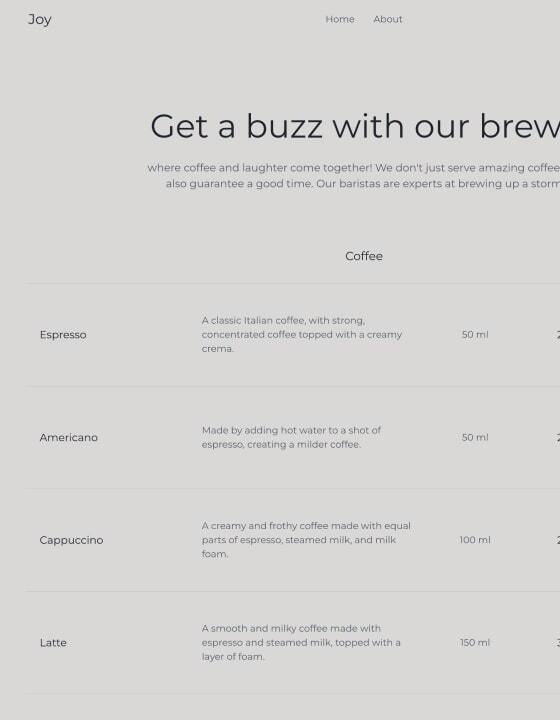 Joy
Home About
Get a buzz with our brew
where coffee and laughter come together! We don't just serve amazing coffee
also guarantee a good time. Our baristas are experts at brewing up a storm
Coffee
Espresso
A classic Italian coffee, with strong,
concentrated coffee topped with a creamy
crema.
50 ml
Americano
Made by adding hot water to a shot of
espresso, creating a milder coffee.
50 ml
Cappuccino
A creamy and frothy coffee made with equal
parts of espresso, steamed milk, and milk
foam.
100 ml
Latte
A smooth and milky coffee made with
espresso and steamed milk, topped with a
layer of foam.
150 ml